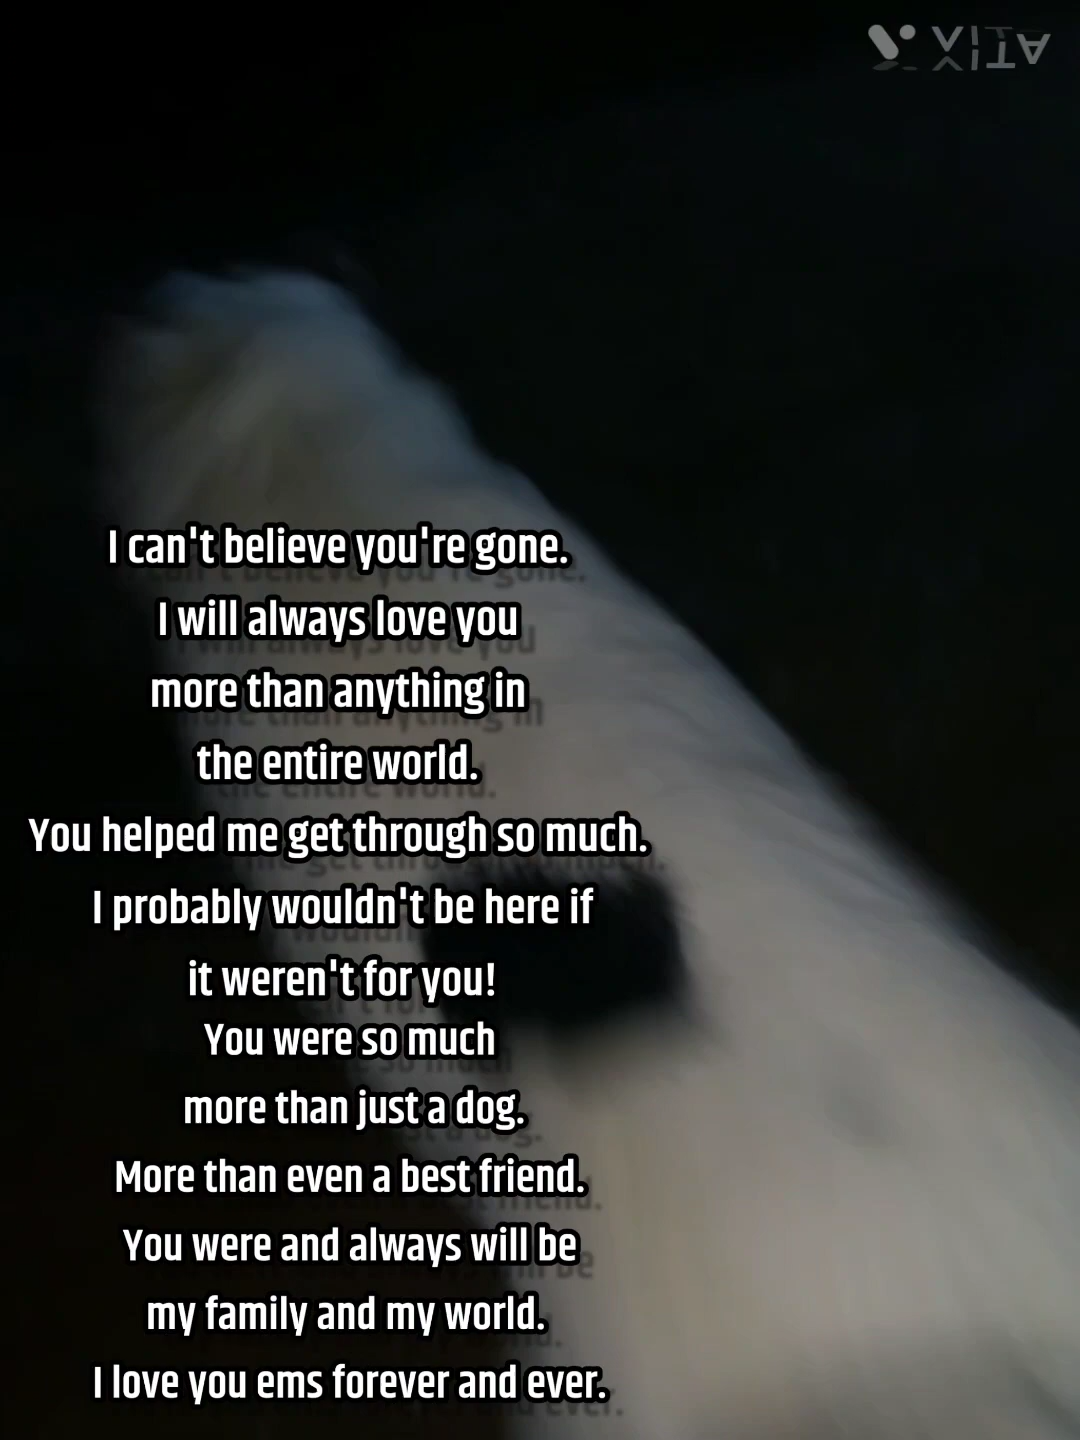 VITA
I can't believe you're gone.
I will always love you
more than anything in
the entire world.
You helped me get through so much.
I probably wouldn't be here if
it weren't for you!
You were so much
more than just a dog.
More than even a best friend.
You were and always will be
my family and my world.
I love you ems forever and ever.